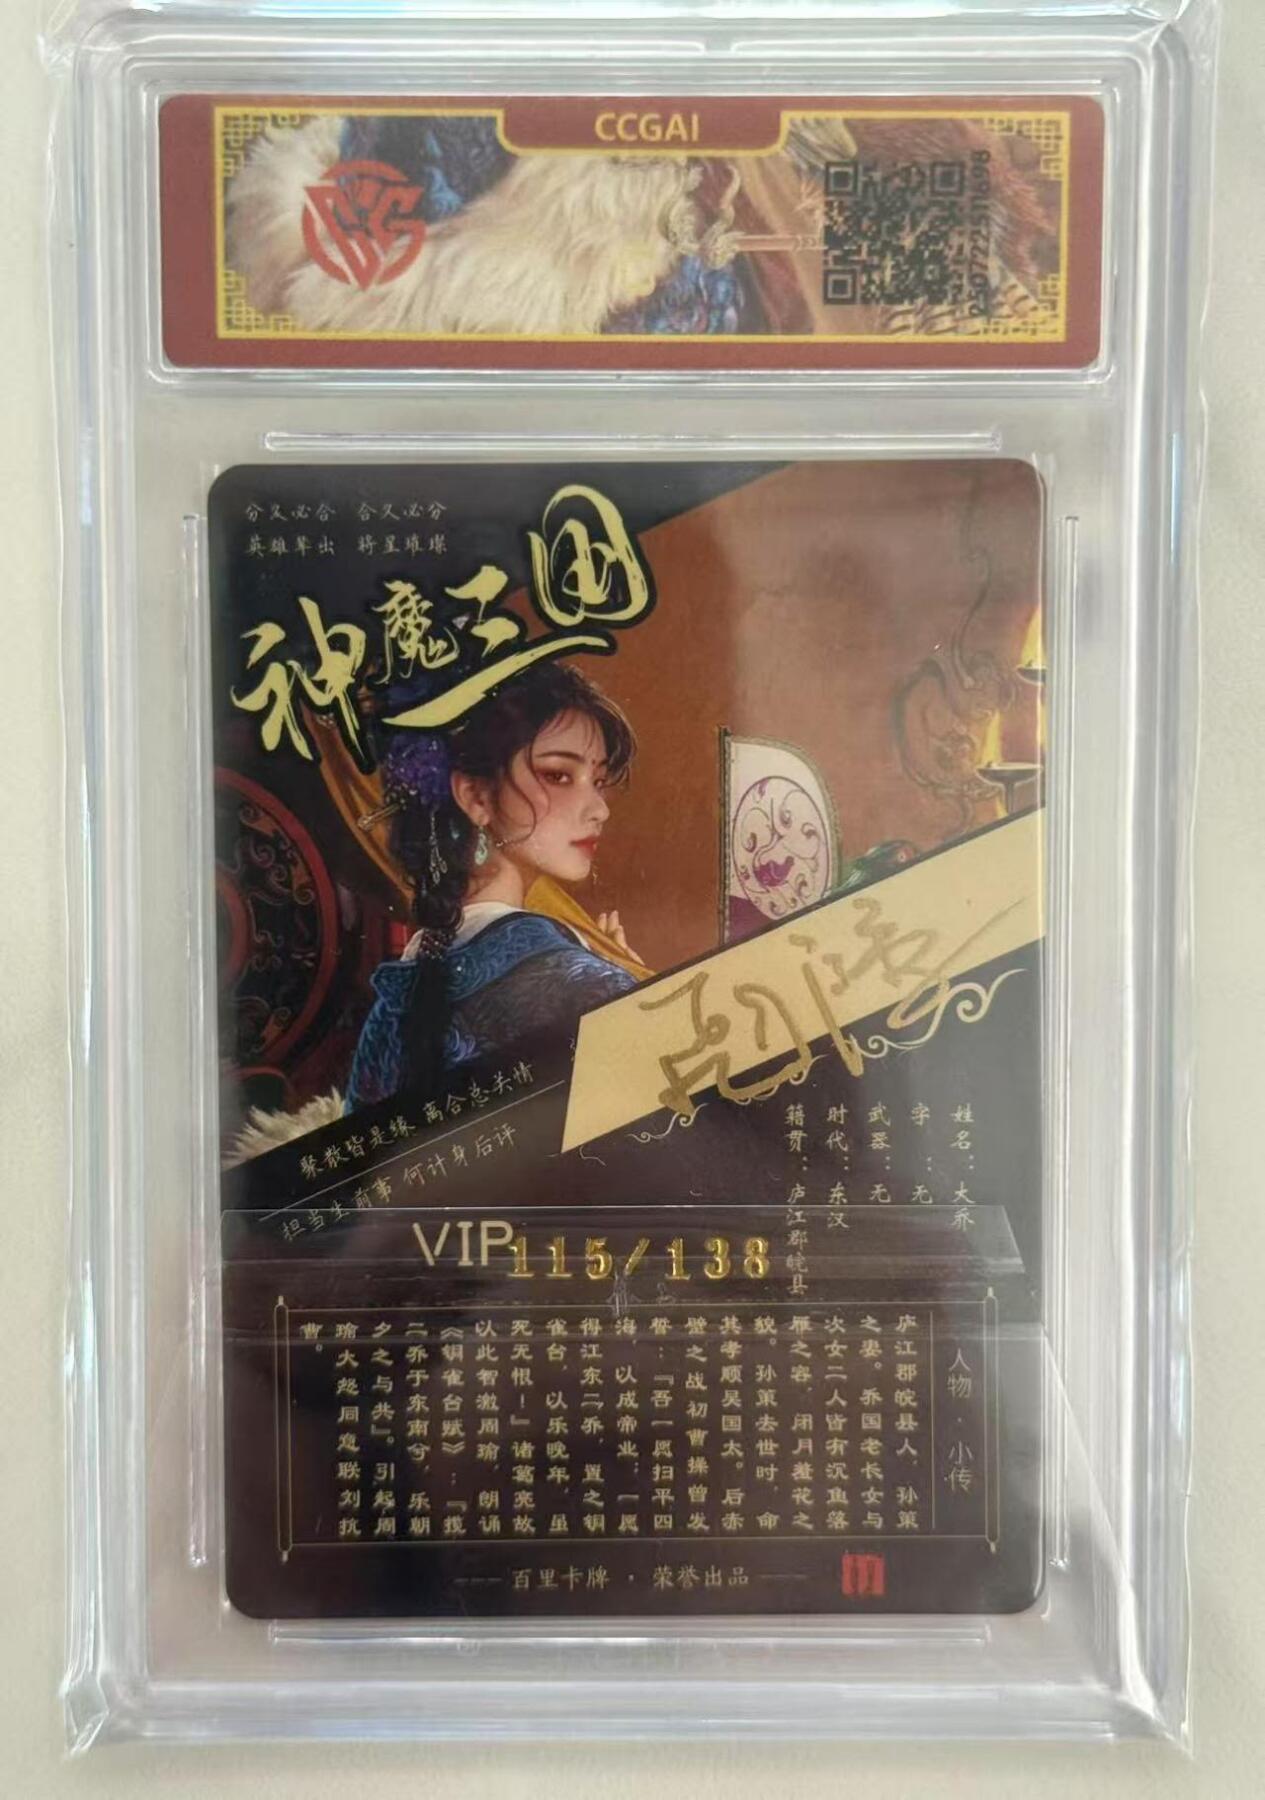 CCGAI
分久必合 合久必分
英雄辈出 将星璀璨
神魔三国
聚散皆是缘 离合总关情
担当生前事 何计身后评
姓名：大乔
字：无
武器：无
时代：东汉
籍贯：庐江郡皖县
VIP115/138
人物·小传
庐江郡皖县人，孙策
之妻。乔国老长女与
次女二人皆有沉鱼落
雁之容，闭月羞花之
貌。孙策去世时，命
其孝顺吴国太。后赤
壁之战初曹操曾发
誓：『吾一愿扫平四
海，以成帝业；一愿
得江东二乔，置之铜
雀台，以乐晚年，虽
死无恨！』诸葛亮故
以此智激周瑜，朗诵
《铜雀台赋》：『揽
二乔于东南兮，乐朝
夕之与共』。引起周
瑜大怒同意联刘抗
曹。
百里卡牌·荣誉出品